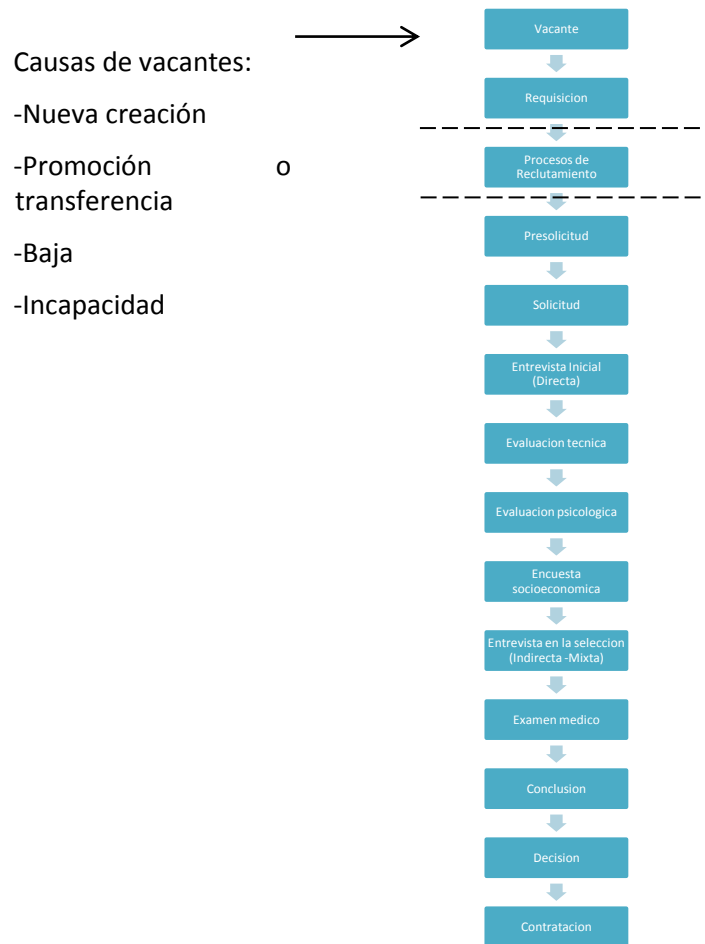 Causas de vacantes:
-Nueva creación
-Promoción o
transferencia
-Baja
-Incapacidad
Vacante
Requisicion
Procesos de
Reclutamiento
Presolicitud
Solicitud
Entrevista Inicial
(Directa)
Evaluacion tecnica
Evaluacion psicologica
Encuesta
socioeconomica
Entrevista en la seleccion
(Indirecta -Mixta)
Examen medico
Conclusion
Decision
Contratacion